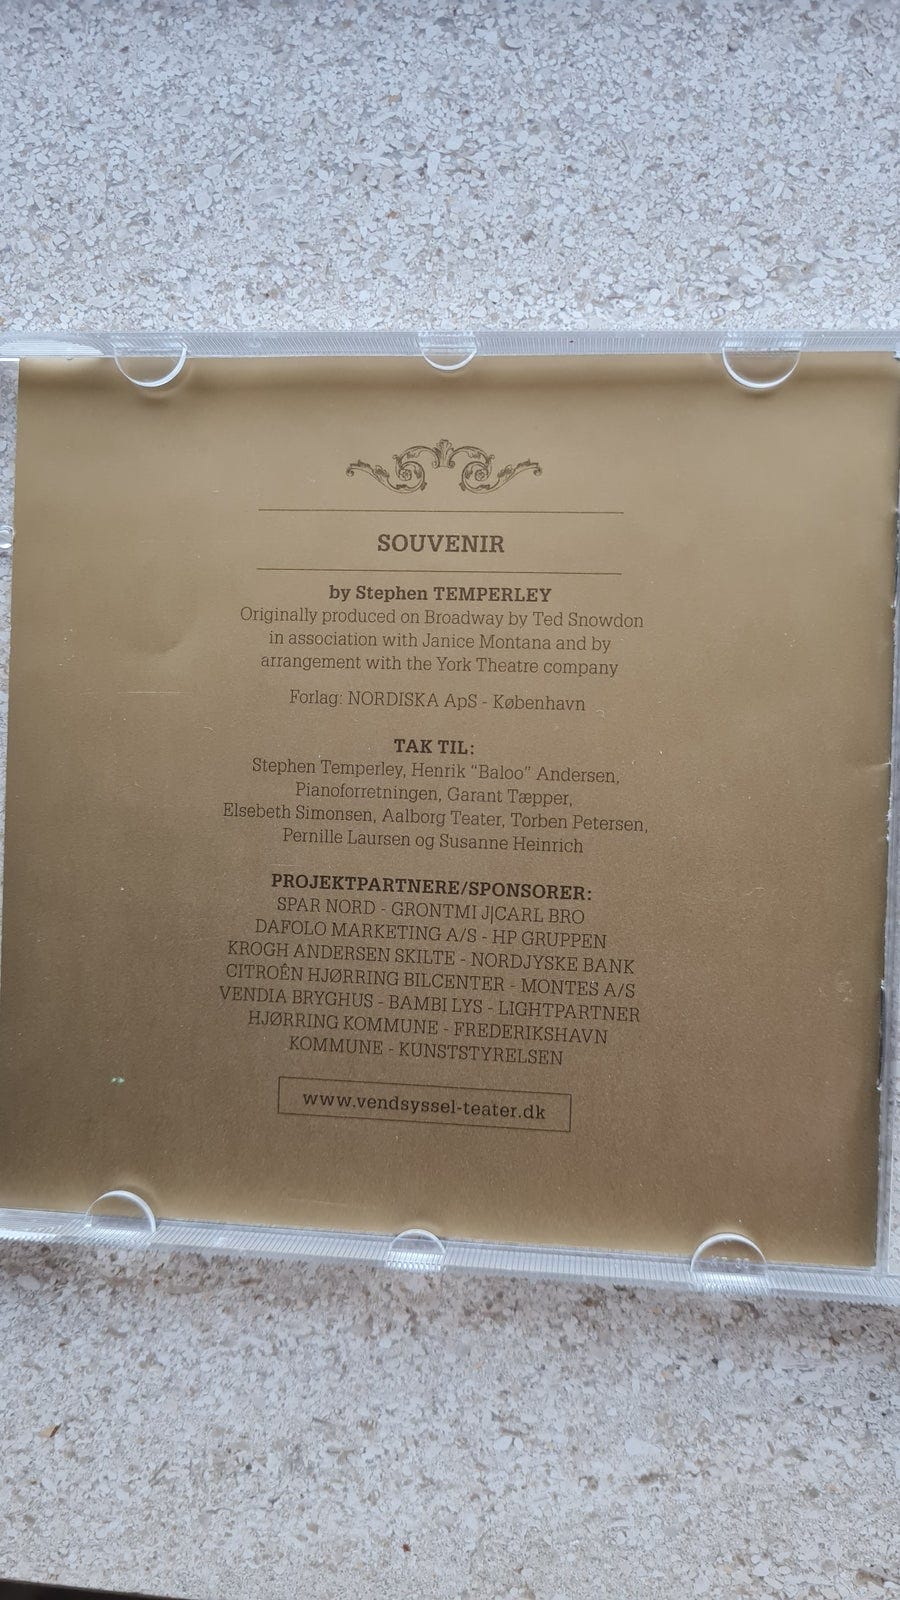 SOUVENIR
by Stephen TEMPERLEY
Originally produced on Broadway by Ted Snowdon
in association with Janice Montana and by
arrangement with the York Theatre company
Forlag: NORDISKA ApS - København
TAK TIL:
Stephen Temperley, Henrik "Baloo" Andersen,
Pianoforretningen, Garant Tæpper,
Elsebeth Simonsen, Aalborg Teater, Torben Petersen,
Pernille Laursen og Susanne Heinrich
PROJEKTPARTNERE/SPONSORER:
SPAR NORD - GRONTMI J|CARL BRO
DAFOLO MARKETING A/S - HP GRUPPEN
KROGH ANDERSEN SKILTE - NORDJYSKE BANK
CITROÊN HJØRRING BILCENTER - MONTES A/S
VENDIA BRYGHUS - BAMBI LYS - LIGHTPARTNER
HJØRRING KOMMUNE - FREDERIKSHAVN
KOMMUNE - KUNSTSTYRELSEN
www.vendsyssel-teater.dk